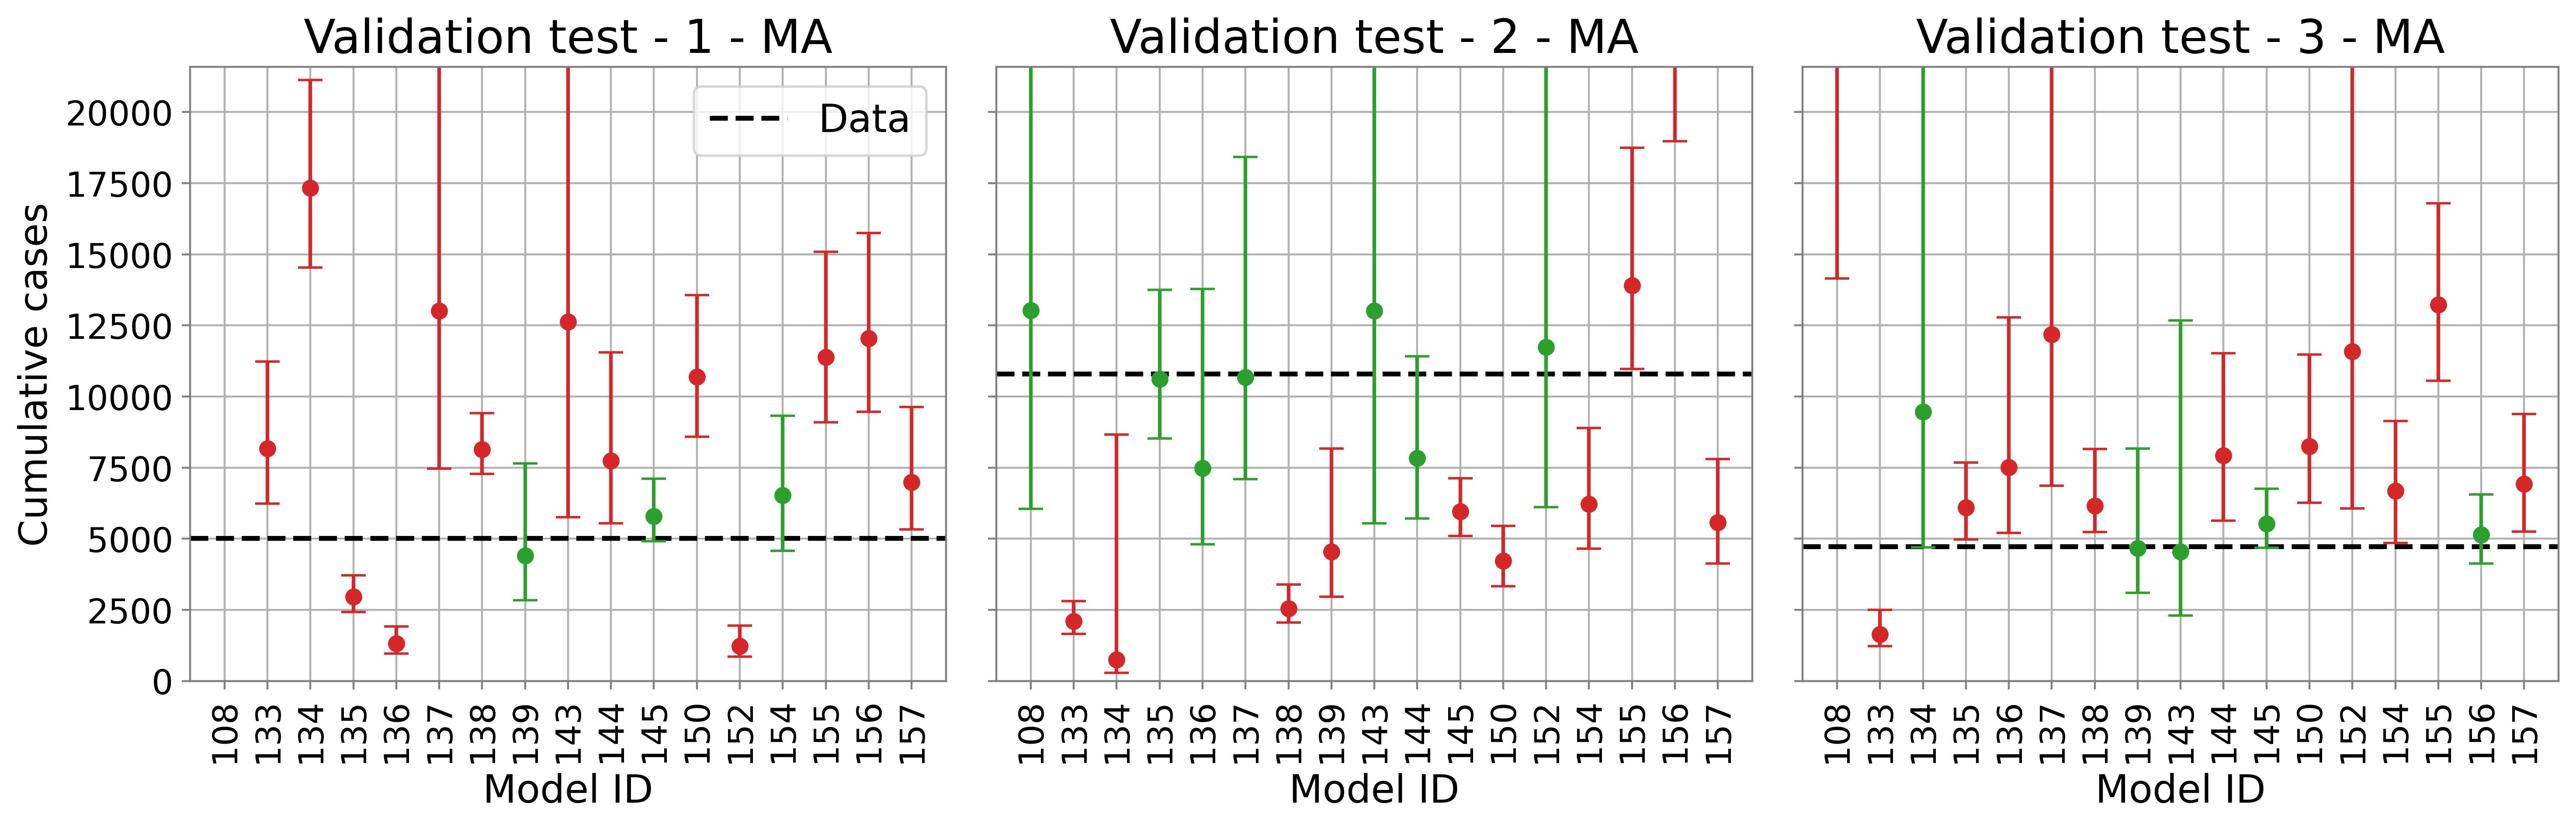 Validation test - 1 - MA
Validation test - 2 - MA
Validation test - 3 - MA
Cumulative cases
20000
17500
15000
12500
10000
7500
5000
2500
0
Data
108 133 134 135 136 137 138 139 143 144 145 150 152 154 155 156 157
108 133 134 135 136 137 138 139 143 144 145 150 152 154 155 156 157
108 133 134 135 136 137 138 139 143 144 145 150 152 154 155 156 157
Model ID
Model ID
Model ID